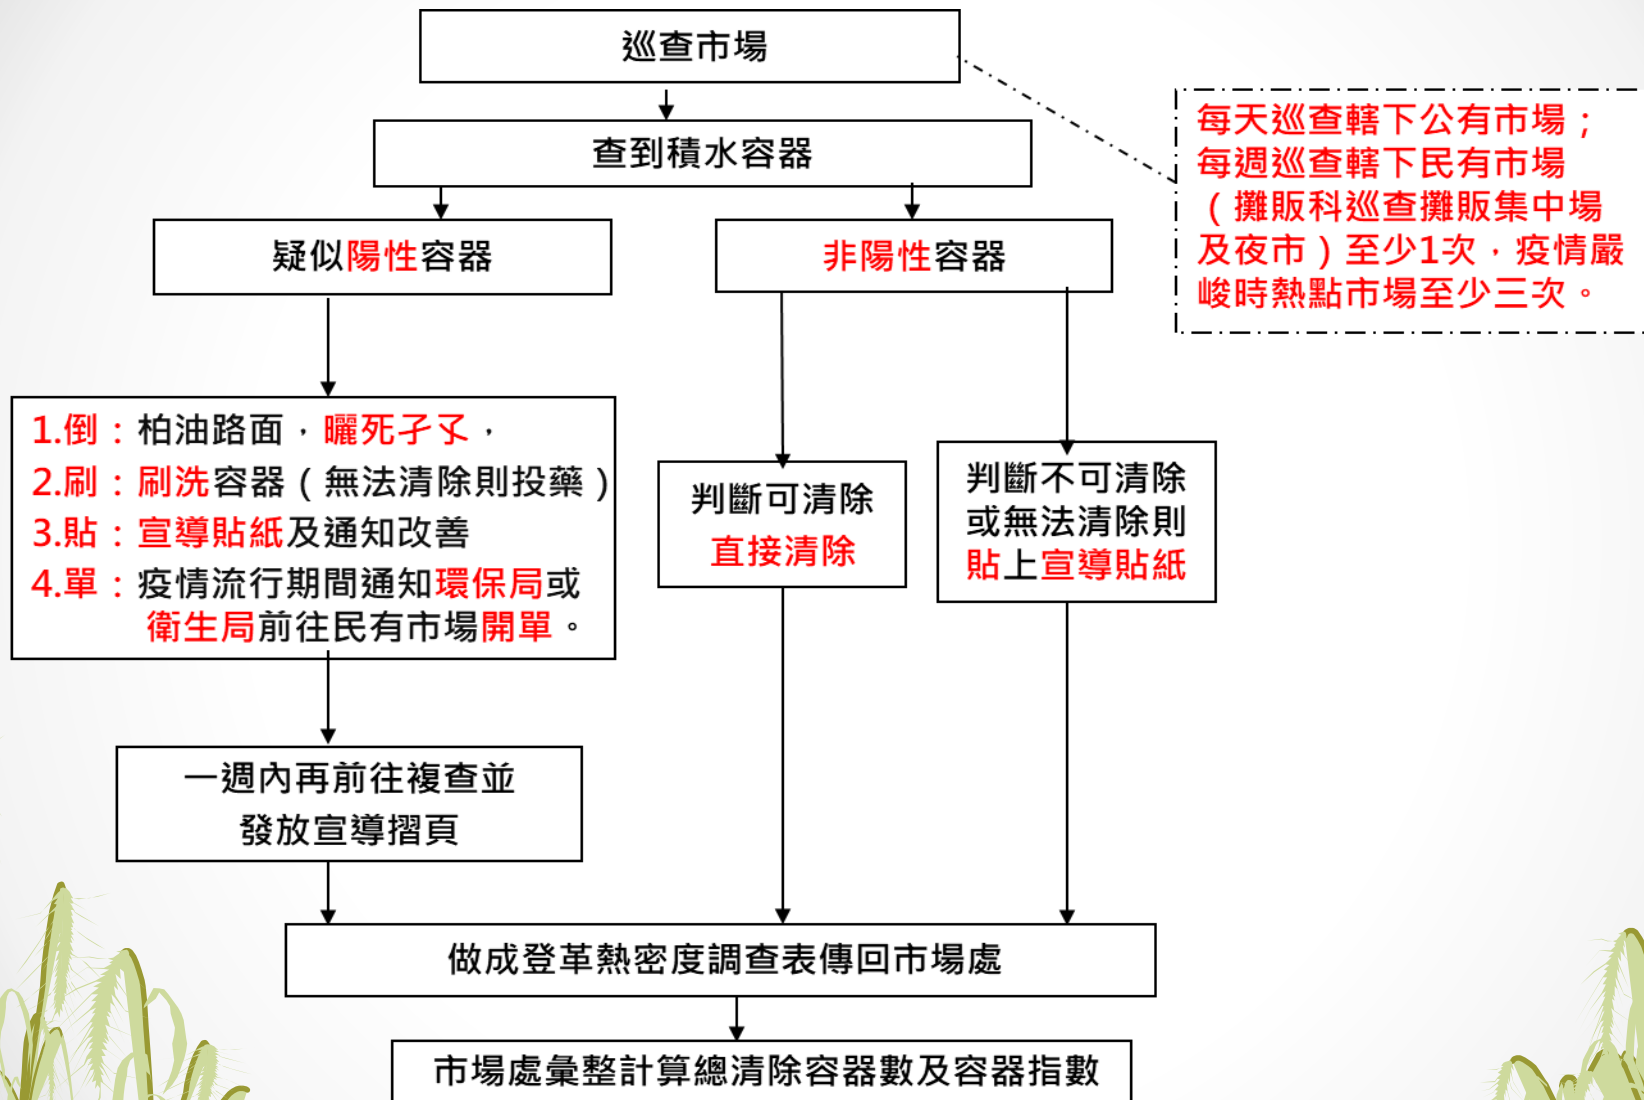 巡查市場
每天巡查轄下公有市場；
每週巡查轄下民有市場
（攤販科巡查攤販集中場
及夜市）至少1次，疫情嚴
峻時熱點市場至少三次。
查到積水容器
疑似陽性容器
非陽性容器
1.倒：柏油路面，曬死孑孓，
2.刷：刷洗容器（無法清除則投藥）
3.貼：宣導貼紙及通知改善
4.單：疫情流行期間通知環保局或
衛生局前往民有市場開單。
判斷可清除
直接清除
判斷不可清除
或無法清除則
貼上宣導貼紙
一週內再前往複查並
發放宣導摺頁
做成登革熱密度調查表傳回市場處
市場處彙整計算總清除容器數及容器指數